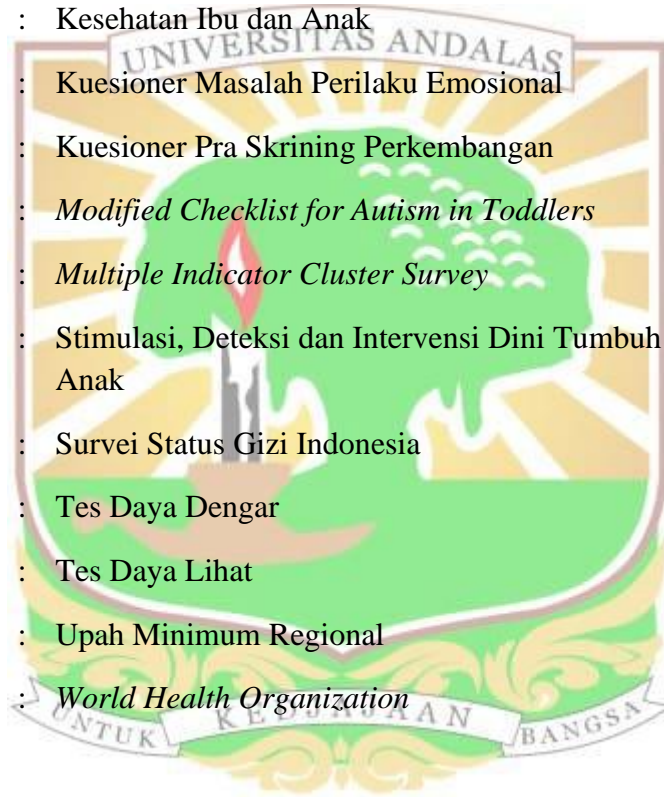 : Kesehatan Ibu dan Anak
UNIVERSITAS ANDALAS
: Kuesioner Masalah Perilaku Emosional
: Kuesioner Pra Skrining Perkembangan
: Modified Checklist for Autism in Toddlers
: Multiple Indicator Cluster Survey
: Stimulasi, Deteksi dan Intervensi Dini Tumbuh
Anak
: Survei Status Gizi Indonesia
: Tes Daya Dengar
: Tes Daya Lihat
: Upah Minimum Regional
: World Health Organization
UNTUK KEDJAJAAN BANGSA